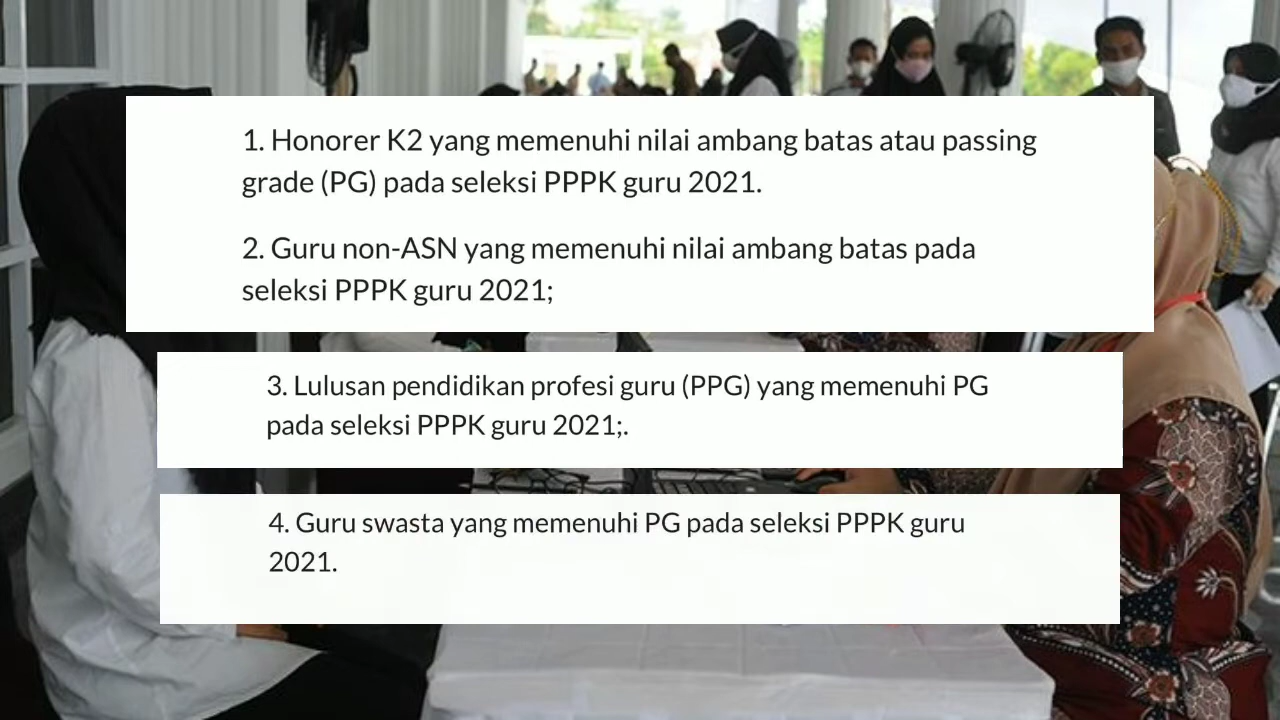 1. Honorer K2 yang memenuhi nilai ambang batas atau passing
grade (PG) pada seleksi PPPK guru 2021.
2. Guru non-ASN yang memenuhi nilai ambang batas pada
seleksi PPPK guru 2021;
3. Lulusan pendidikan profesi guru (PPG) yang memenuhi PG
pada seleksi PPPK guru 2021;.
4. Guru swasta yang memenuhi PG pada seleksi PPPK guru
2021.